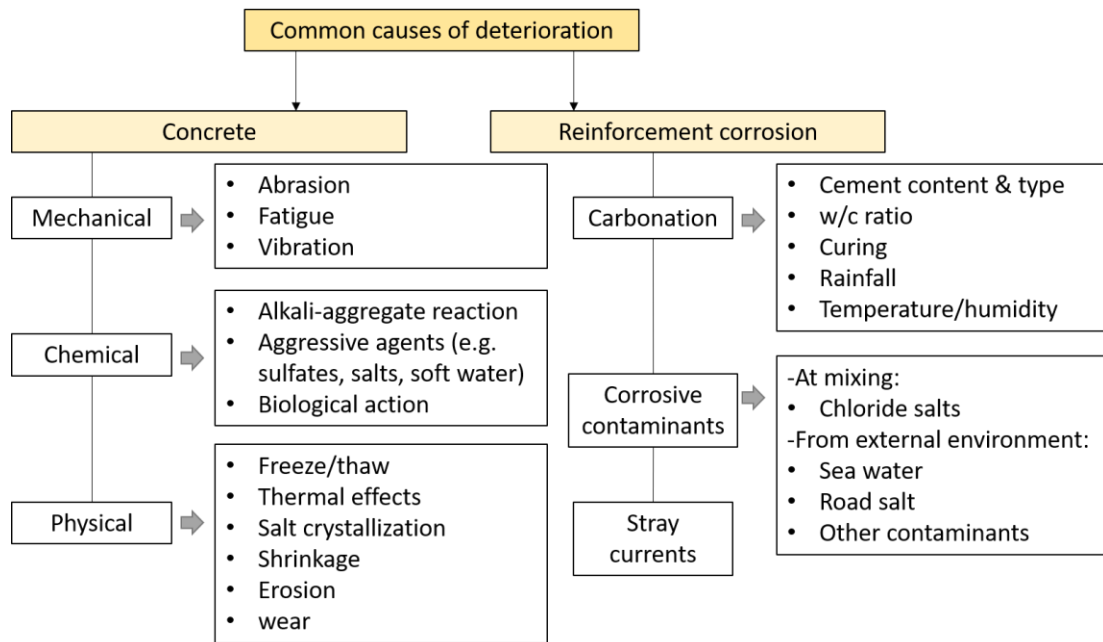 Common causes of deterioration
Concrete
Reinforcement corrosion
Mechanical
• Abrasion
• Fatigue
• Vibration
Chemical
• Alkali-aggregate reaction
• Aggressive agents (e.g.
sulfates, salts, soft water)
• Biological action
Physical
• Freeze/thaw
• Thermal effects
• Salt crystallization
• Shrinkage
• Erosion
• wear
Carbonation
• Cement content & type
• w/c ratio
• Curing
• Rainfall
• Temperature/humidity
Corrosive
contaminants
-At mixing:
• Chloride salts
-From external environment:
• Sea water
• Road salt
• Other contaminants
Stray
currents